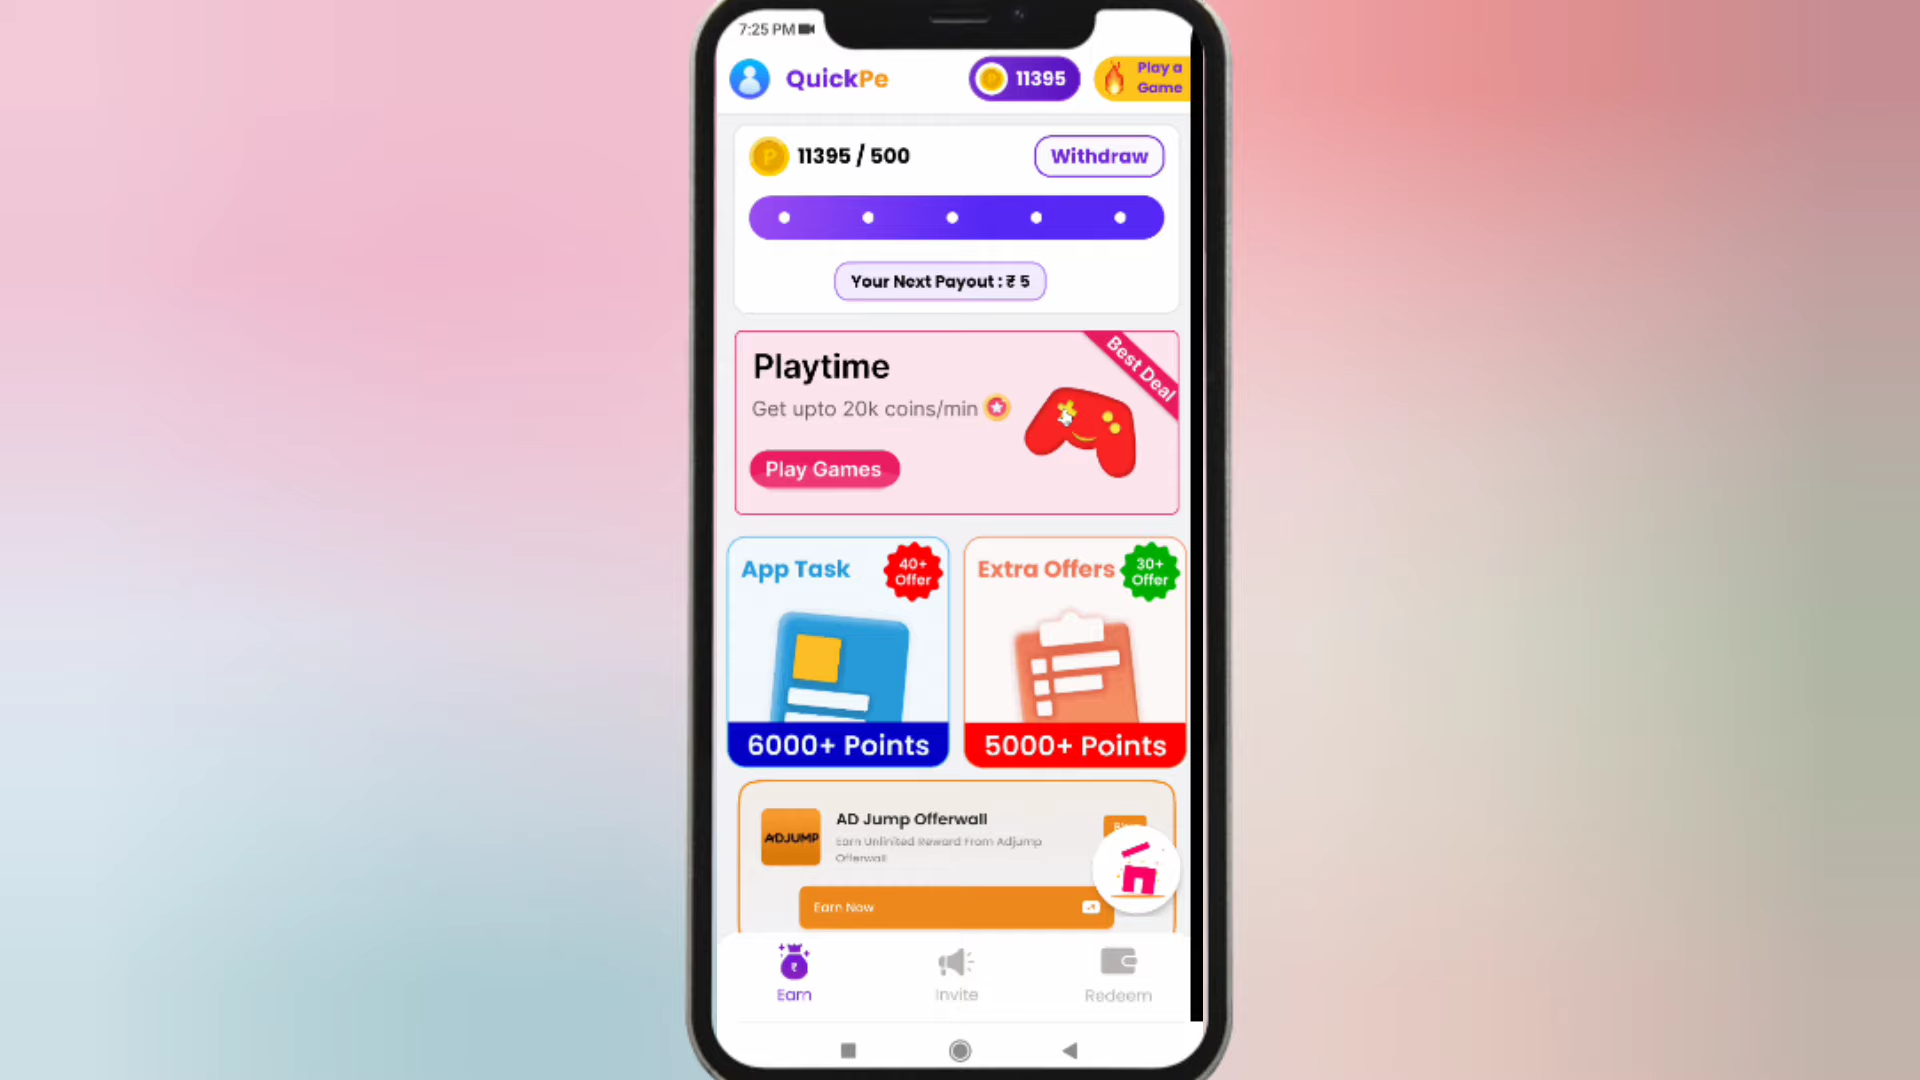 7:25 PM
QuickPe
11395
Play a
Game
11395 / 500
Withdraw
Your Next Payout : ₹ 5
Playtime
Best Deal
Get upto 20k coins/min
Play Games
App Task
40+
Offer
Extra Offers
30+
Offer
6000+ Points
5000+ Points
ADJUMP
AD Jump Offerwall
Earn Unlinited Reward From Adjump
Offerwall
Earn Now
Earn
Invite
Redeem